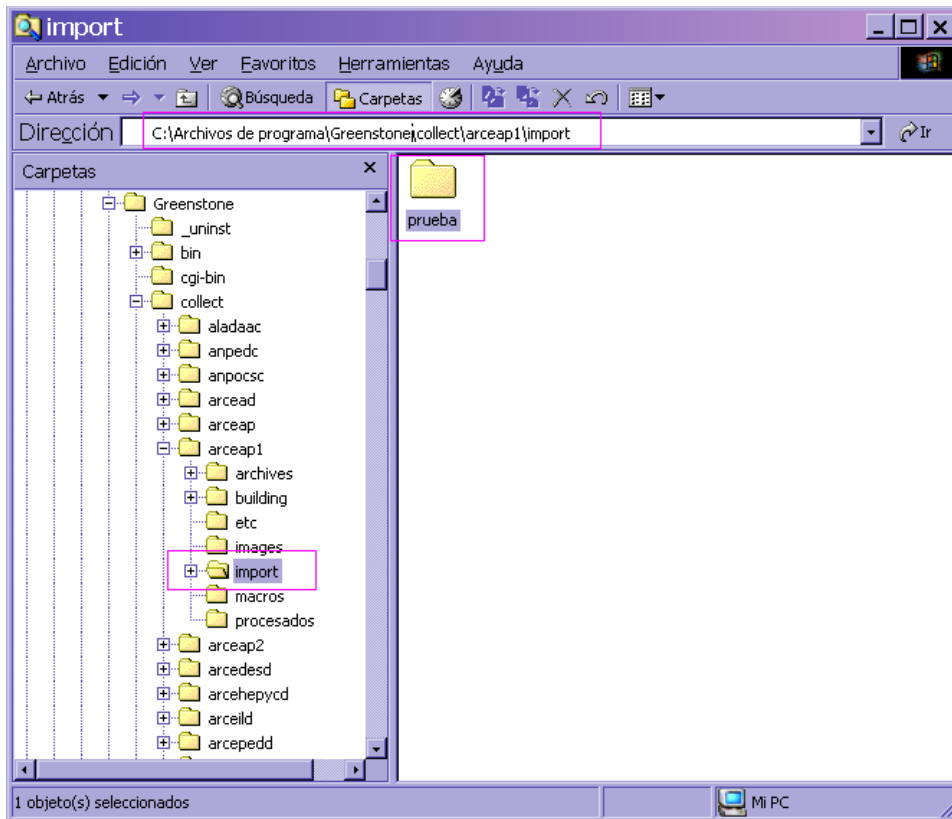 import
Archivo Edición Ver Favoritos Herramientas Ayuda
Atrás Búsqueda Carpetas
Dirección C:\Archivos de programa\Greenstone\collect\arceap1\import Ir
Carpetas
Greenstone
_uninst
bin
cgi-bin
collect
aladaac
anpedc
anpocsc
arcead
arceap
arceap1
archives
building
etc
images
import
macros
procesados
arceap2
arcedesd
arcehepycd
arceild
arcepedd
prueba
1 objeto(s) seleccionados Mi PC